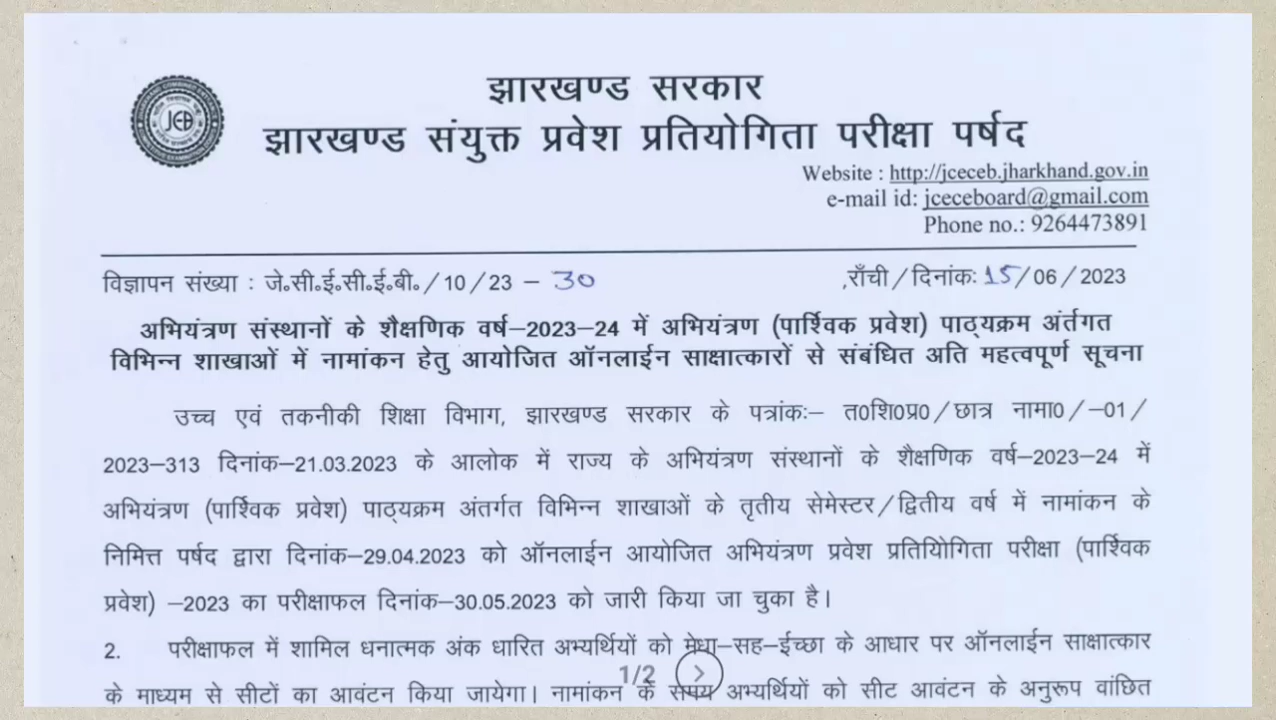 झारखण्ड सरकार
झारखण्ड संयुक्त प्रवेश प्रतियोगिता परीक्षा पर्षद
JCEB
Website : http://jceceb.jharkhand.gov.in
e-mail id: jceceboard@gmail.com
Phone no.: 9264473891
विज्ञापन संख्या : जे॰सी॰ई॰सी॰ई॰बी॰ / 10 / 23 – 30 ,राँची / दिनांक: 15 / 06 / 2023
अभियंत्रण संस्थानों के शैक्षणिक वर्ष–2023–24 में अभियंत्रण (पार्श्विक प्रवेश) पाठ्यक्रम अंर्तगत
विभिन्न शाखाओं में नामांकन हेतु आयोजित ऑनलाईन साक्षात्कारों से संबंधित अति महत्वपूर्ण सूचना
उच्च एवं तकनीकी शिक्षा विभाग, झारखण्ड सरकार के पत्रांकः– त0शि0प्र0 / छात्र नामा0 / –01 /
2023–313 दिनांक–21.03.2023 के आलोक में राज्य के अभियंत्रण संस्थानों के शैक्षणिक वर्ष–2023–24 में
अभियंत्रण (पार्श्विक प्रवेश) पाठ्यक्रम अंतर्गत विभिन्न शाखाओं के तृतीय सेमेस्टर / द्वितीय वर्ष में नामांकन के
निमित्त पर्षद द्वारा दिनांक–29.04.2023 को ऑनलाईन आयोजित अभियंत्रण प्रवेश प्रतियोिगिता परीक्षा (पार्श्विक
प्रवेश) –2023 का परीक्षाफल दिनांक–30.05.2023 को जारी किया जा चुका है।
2. परीक्षाफल में शामिल धनात्मक अंक धारित अभ्यर्थियों को मेधा–सह–ईच्छा के आधार पर ऑनलाईन साक्षात्कार
1/2
के माध्यम से सीटों का आवंटन किया जायेगा। नामांकन के समय अभ्यर्थियों को सीट आवंटन के अनुरूप वांछित